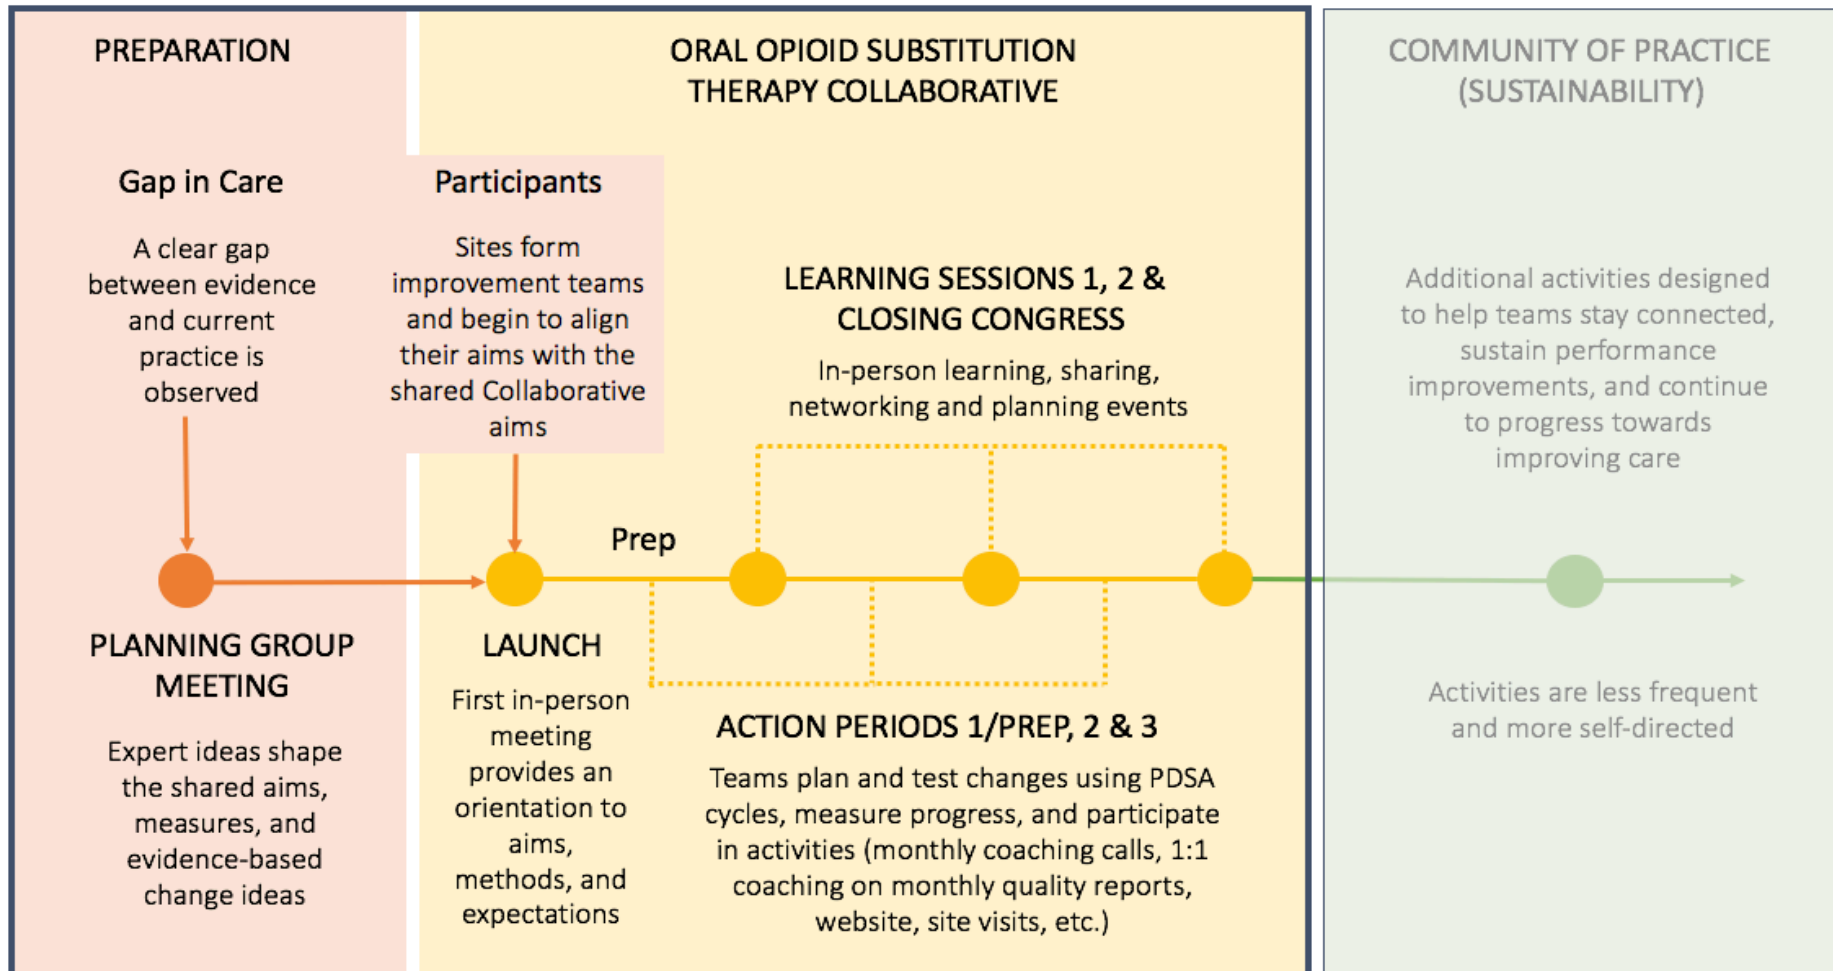 PREPARATION
Gap in Care
A clear gap
between evidence
and current
practice is
observed
PLANNING GROUP
MEETING
Expert ideas shape
the shared aims,
measures, and
evidence-based
change ideas
ORAL OPIOID SUBSTITUTION
THERAPY COLLABORATIVE
Participants
Sites form
improvement teams
and begin to align
their aims with the
shared Collaborative
aims
Prep
LAUNCH
First in-person
meeting
provides an
orientation to
aims,
methods, and
expectations
LEARNING SESSIONS 1, 2 &
CLOSING CONGRESS
In-person learning, sharing,
networking and planning events
ACTION PERIODS 1/PREP, 2 & 3
Teams plan and test changes using PDSA
cycles, measure progress, and participate
in activities (monthly coaching calls, 1:1
coaching on monthly quality reports,
website, site visits, etc.)
COMMUNITY OF PRACTICE
(SUSTAINABILITY)
Additional activities designed
to help teams stay connected,
sustain performance
improvements, and continue
to progress towards
improving care
Activities are less frequent
and more self-directed